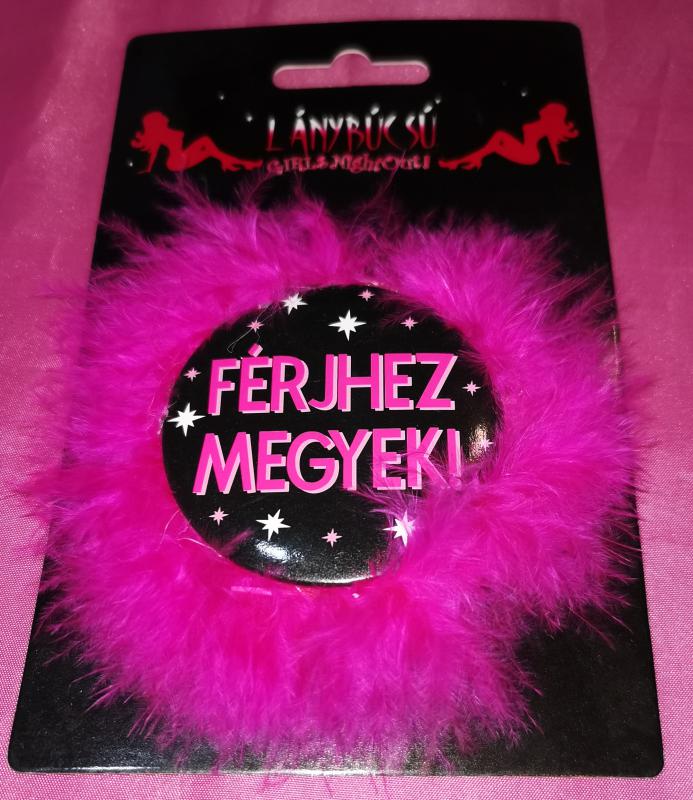 LÁNYBÚCSÚ
GIRLS NIGHT OUT!
FÉRJHEZ
MEGYEK!